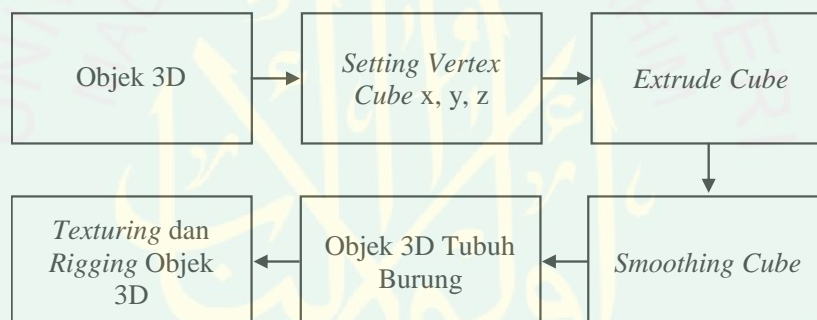 Objek 3D
Setting Vertex
Cube x, y, z
Extrude Cube
Smoothing Cube
Objek 3D Tubuh
Burung
Texturing dan
Rigging Objek
3D